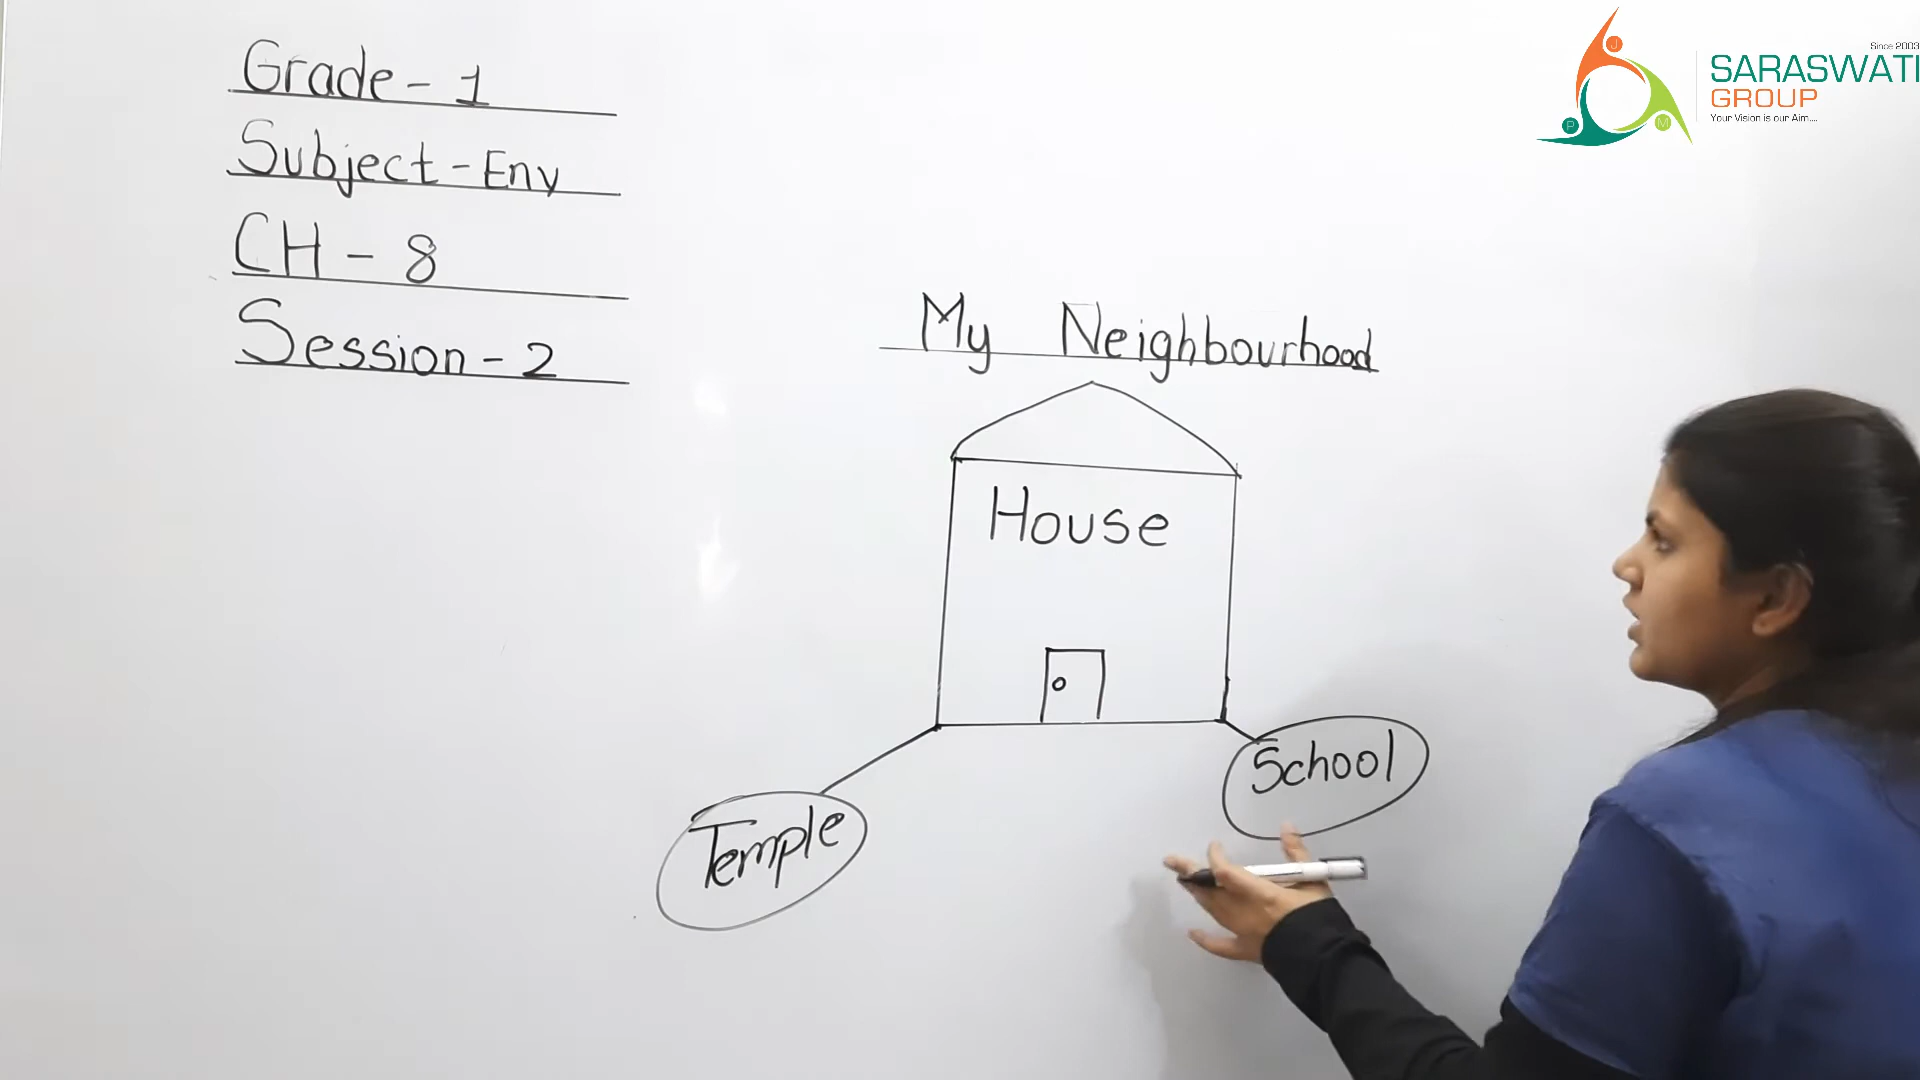 Grade - 1
Subject - Env
CH - 8
Session - 2
My Neighbourhood
House
School
Temple
Since 2003
SARASWATI
GROUP
Your Vision is our Aim....
J
P
M